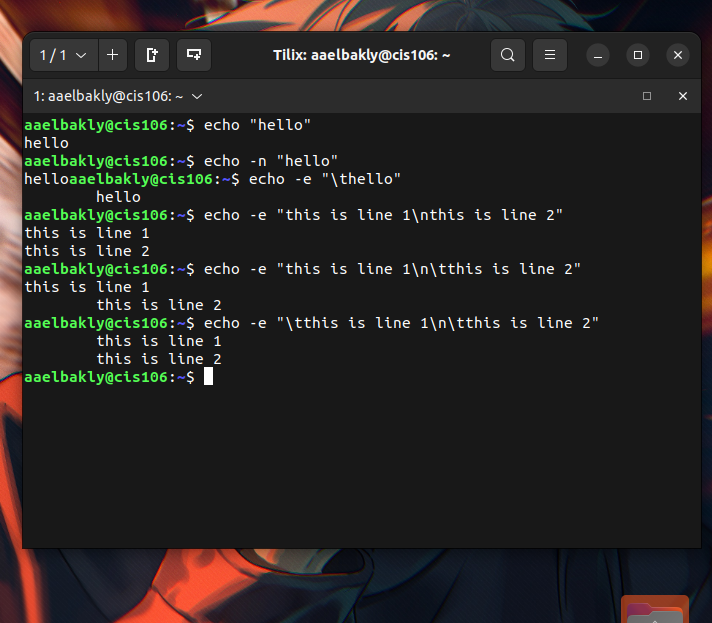 1 / 1
Tilix: aaelbakly@cis106: ~
1: aaelbakly@cis106: ~
aaelbakly@cis106:~$ echo "hello"
hello
aaelbakly@cis106:~$ echo -n "hello"
helloaaelbakly@cis106:~$ echo -e "\thello"
        hello
aaelbakly@cis106:~$ echo -e "this is line 1\nthis is line 2"
this is line 1
this is line 2
aaelbakly@cis106:~$ echo -e "this is line 1\n\tthis is line 2"
this is line 1
        this is line 2
aaelbakly@cis106:~$ echo -e "\tthis is line 1\n\tthis is line 2"
        this is line 1
        this is line 2
aaelbakly@cis106:~$